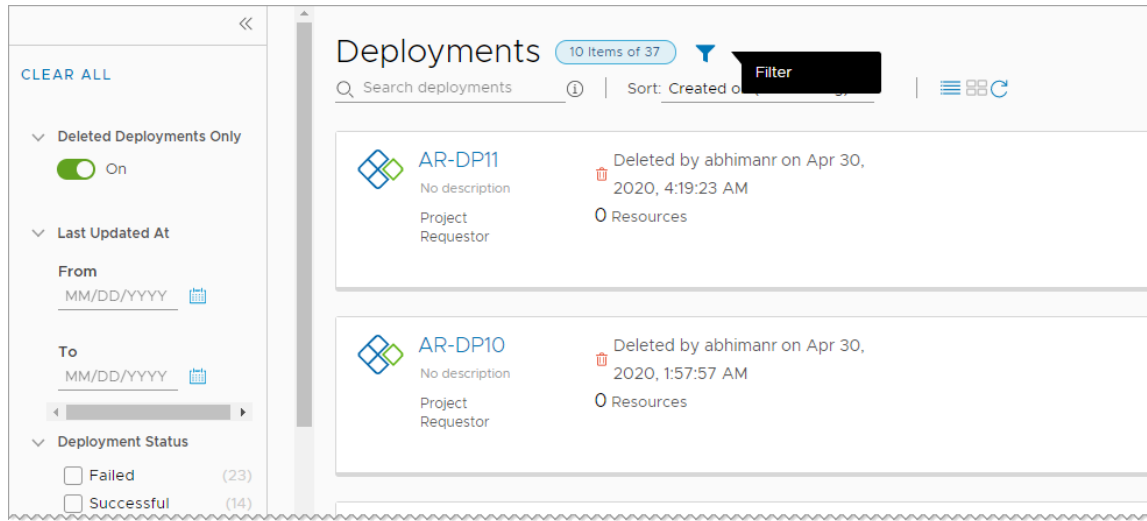 CLEAR ALL
Deleted Deployments Only
On
Last Updated At
From
MM/DD/YYYY
To
MM/DD/YYYY
Deployment Status
Failed (23)
Successful (14)
Deployments 10 Items of 37
Filter
Search deployments Sort: Created
AR-DP11
No description
Project
Requestor
Deleted by abhimanr on Apr 30,
2020, 4:19:23 AM
0 Resources
AR-DP10
No description
Project
Requestor
Deleted by abhimanr on Apr 30,
2020, 1:57:57 AM
0 Resources